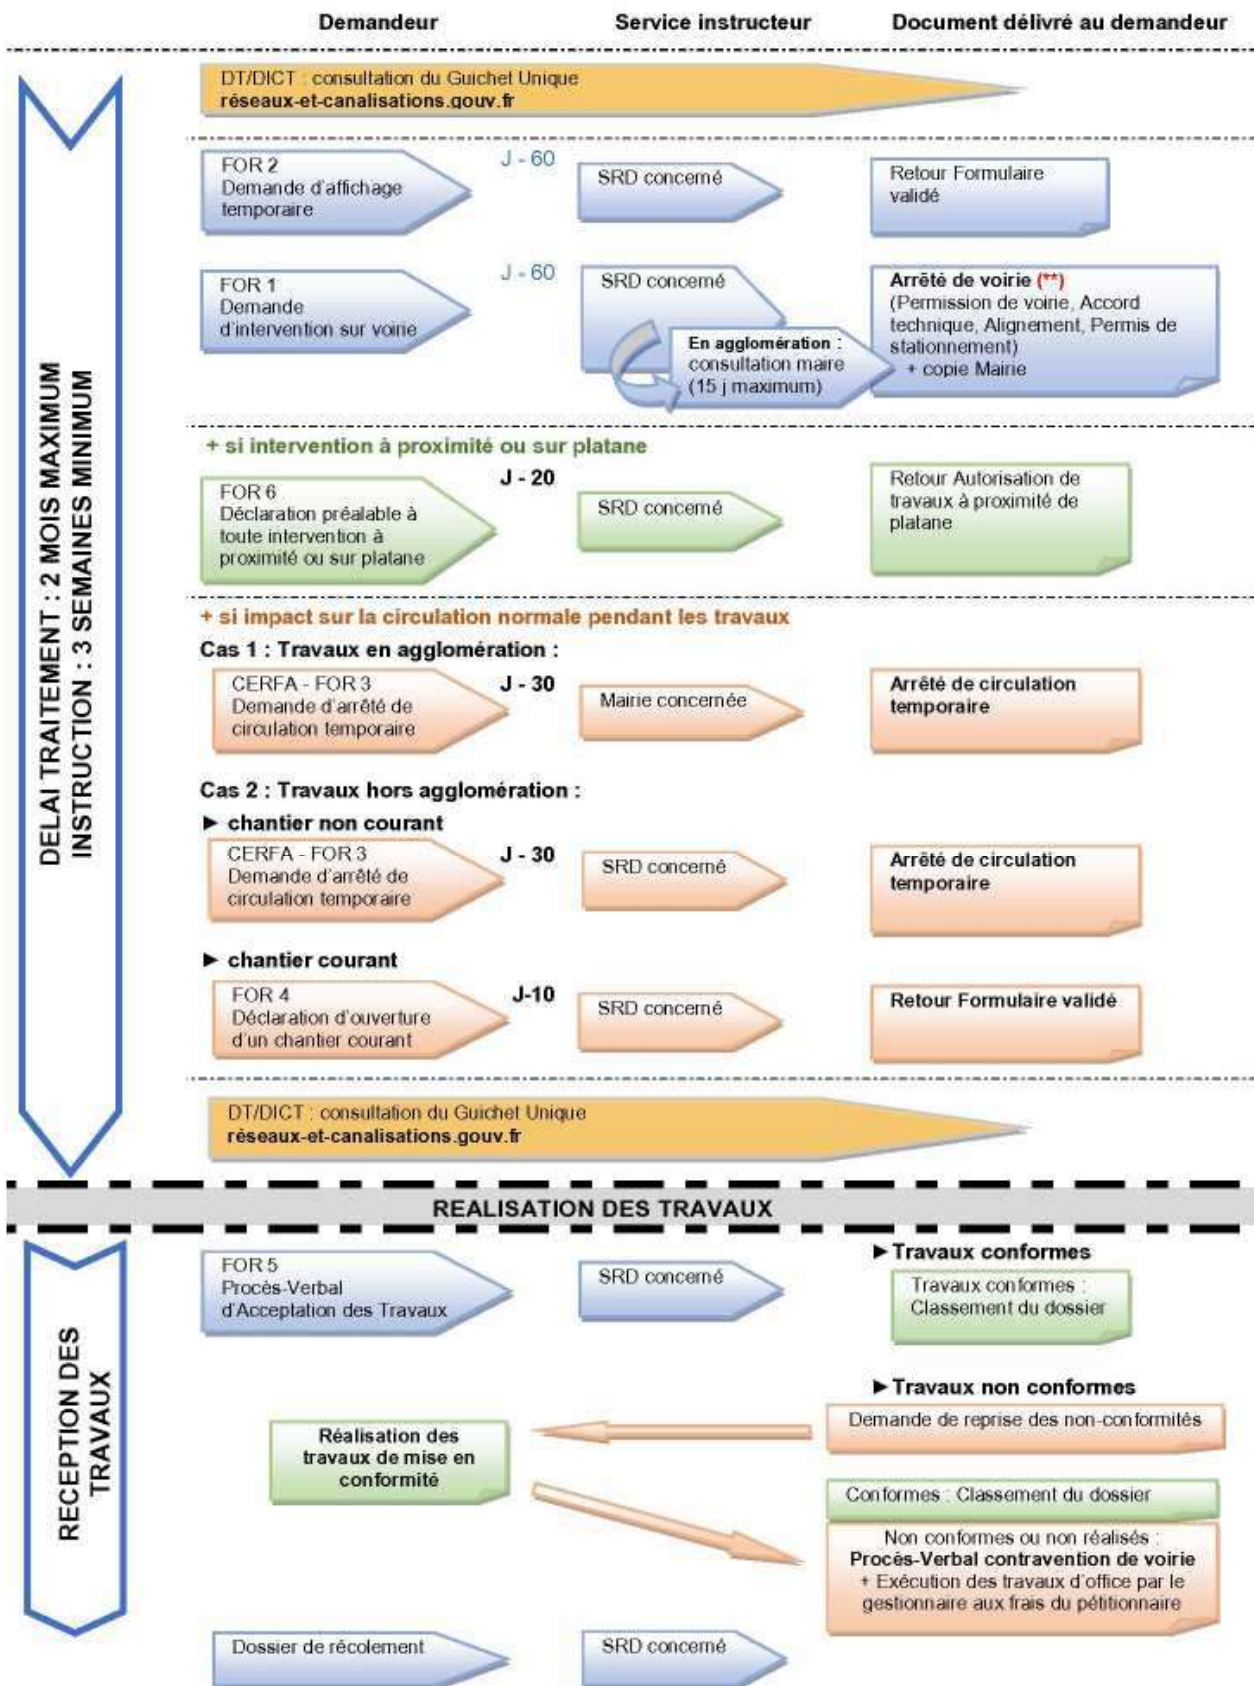 Demandeur
Service instructeur
Document délivré au demandeur
DELAI TRAITEMENT : 2 MOIS MAXIMUM
INSTRUCTION : 3 SEMAINES MINIMUM
DT/DICT : consultation du Guichet Unique
réseaux-et-canalisations.gouv.fr
FOR 2
Demande d'affichage
temporaire
J - 60
SRD concerné
Retour Formulaire
validé
FOR 1
Demande
d'intervention sur voirie
J - 60
SRD concerné
En agglomération :
consultation maire
(15 j maximum)
Arrêté de voirie (**)
(Permission de voirie, Accord
technique, Alignement, Permis de
stationnement)
+ copie Mairie
+ si intervention à proximité ou sur platane
FOR 6
Déclaration préalable à
toute intervention à
proximité ou sur platane
J - 20
SRD concerné
Retour Autorisation de
travaux à proximité de
platane
+ si impact sur la circulation normale pendant les travaux
Cas 1 : Travaux en agglomération :
CERFA - FOR 3
Demande d'arrêté de
circulation temporaire
J - 30
Mairie concernée
Arrêté de circulation
temporaire
Cas 2 : Travaux hors agglomération :
► chantier non courant
CERFA - FOR 3
Demande d'arrêté de
circulation temporaire
J - 30
SRD concerné
Arrêté de circulation
temporaire
► chantier courant
FOR 4
Déclaration d'ouverture
d'un chantier courant
J-10
SRD concerné
Retour Formulaire validé
DT/DICT : consultation du Guichet Unique
réseaux-et-canalisations.gouv.fr
REALISATION DES TRAVAUX
RECEPTION DES
TRAVAUX
FOR 5
Procès-Verbal
d'Acceptation des Travaux
SRD concerné
►Travaux conformes
Travaux conformes :
Classement du dossier
►Travaux non conformes
Demande de reprise des non-conformités
Réalisation des
travaux de mise en
conformité
Conformes : Classement du dossier
Non conformes ou non réalisés :
Procès-Verbal contravention de voirie
+ Exécution des travaux d'office par le
gestionnaire aux frais du pétitionnaire
Dossier de récolement
SRD concerné